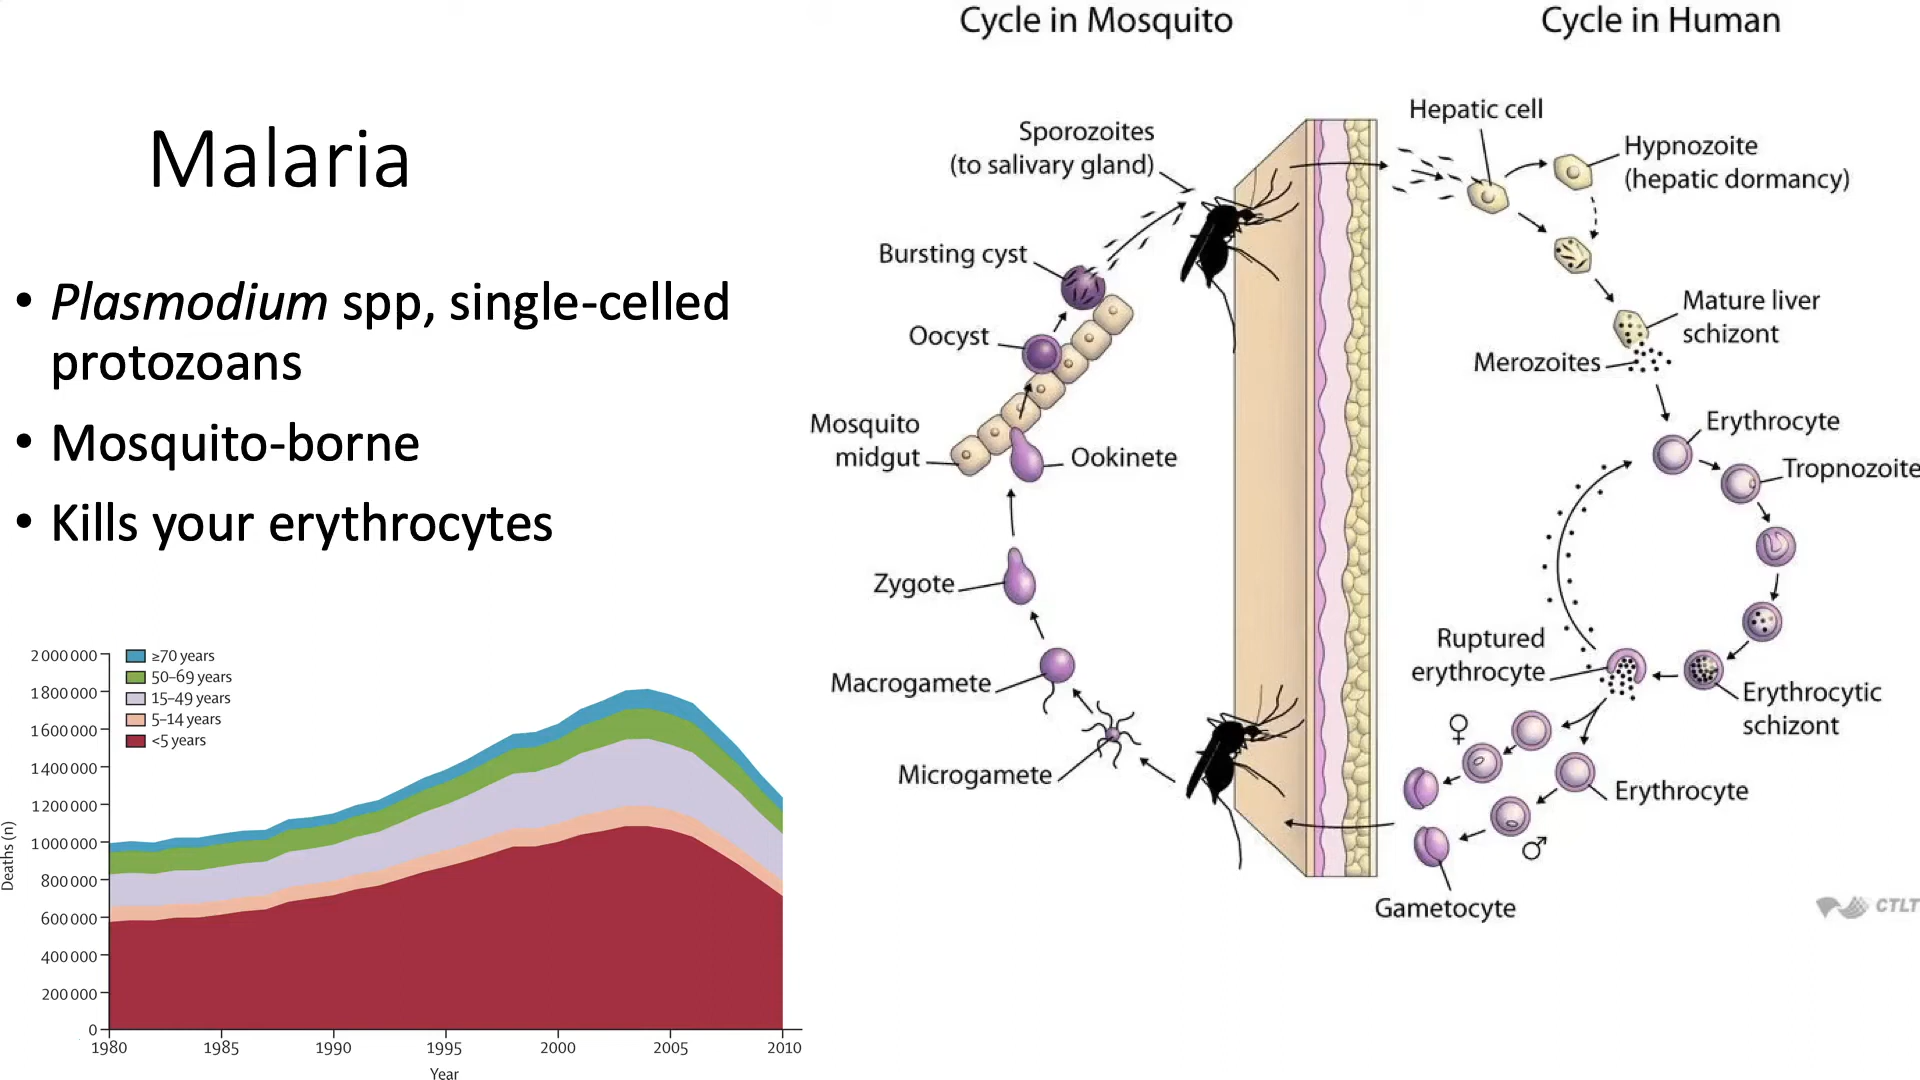 Malaria
• Plasmodium spp, single-celled
protozoans
• Mosquito-borne
• Kills your erythrocytes
2 000 000
1 800 000
1 600 000
1 400 000
1 200 000
1 000 000
800 000
600 000
400 000
200 000
0
Deaths (n)
≥70 years
50–69 years
15–49 years
5–14 years
<5 years
1980 1985 1990 1995 2000 2005 2010
Year
Cycle in Mosquito
Sporozoites
(to salivary gland)
Bursting cyst
Oocyst
Mosquito
midgut
Ookinete
Zygote
Macrogamete
Microgamete
Cycle in Human
Hepatic cell
Hypnozoite
(hepatic dormancy)
Mature liver
schizont
Merozoites
Erythrocyte
Tropnozoite
Ruptured
erythrocyte
Erythrocytic
schizont
♀
Erythrocyte
♂
Gametocyte
CTLT